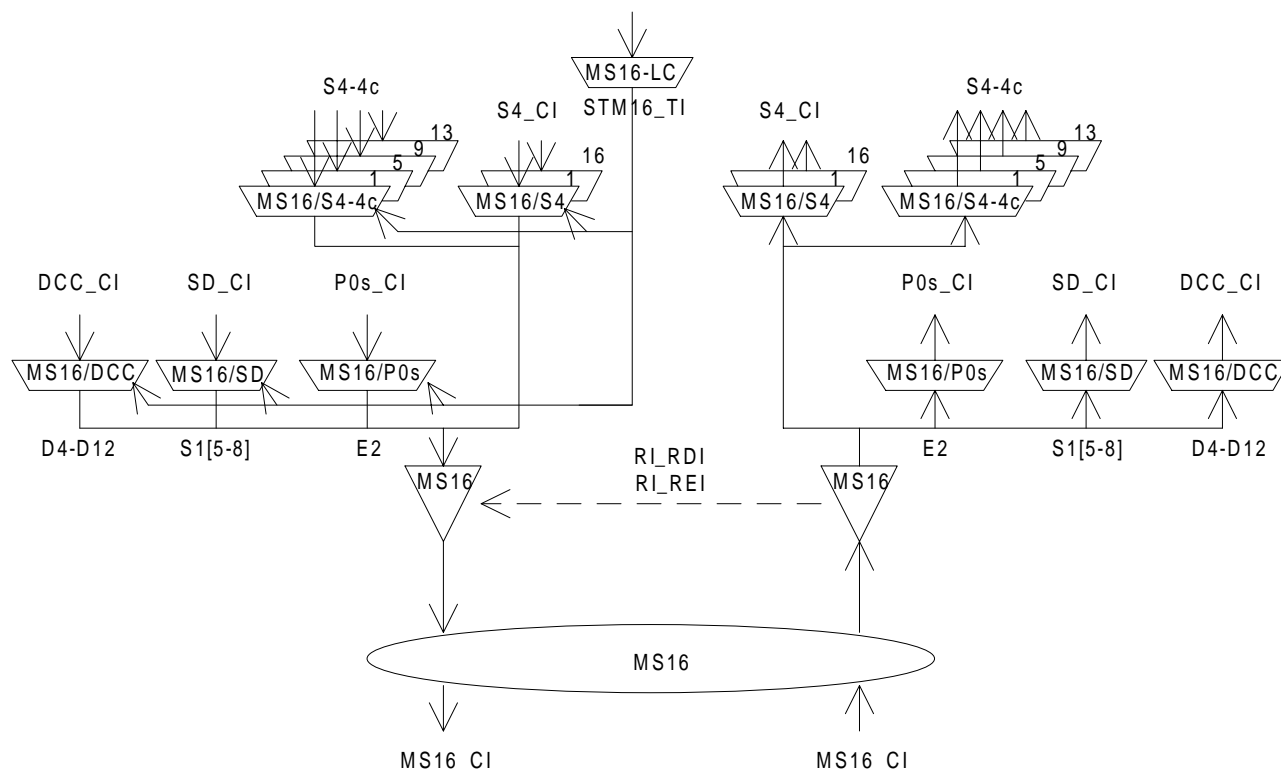 MS16-LC
STM16_TI
S4-4c
S4_CI
S4_CI
S4-4c
13
9
5
1
16
1
16
1
13
9
5
1
MS16/S4-4c
MS16/S4
MS16/S4
MS16/S4-4c
DCC_CI
SD_CI
P0s_CI
P0s_CI
SD_CI
DCC_CI
MS16/DCC
MS16/SD
MS16/P0s
MS16/P0s
MS16/SD
MS16/DCC
D4-D12
S1[5-8]
E2
E2
S1[5-8]
D4-D12
RI_RDI
RI_REI
MS16
MS16
MS16
MS16 CI
MS16 CI